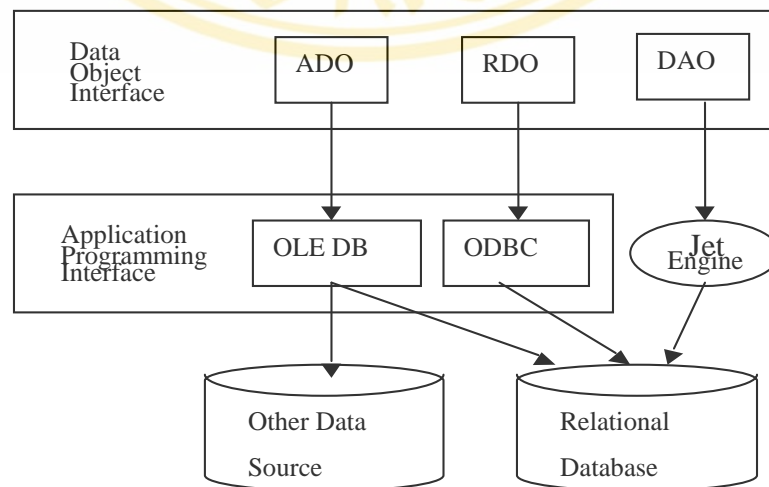 Data
Object
Interface
ADO
RDO
DAO
Application
Programming
Interface
OLE DB
ODBC
Jet
Engine
Other Data
Source
Relational
Database